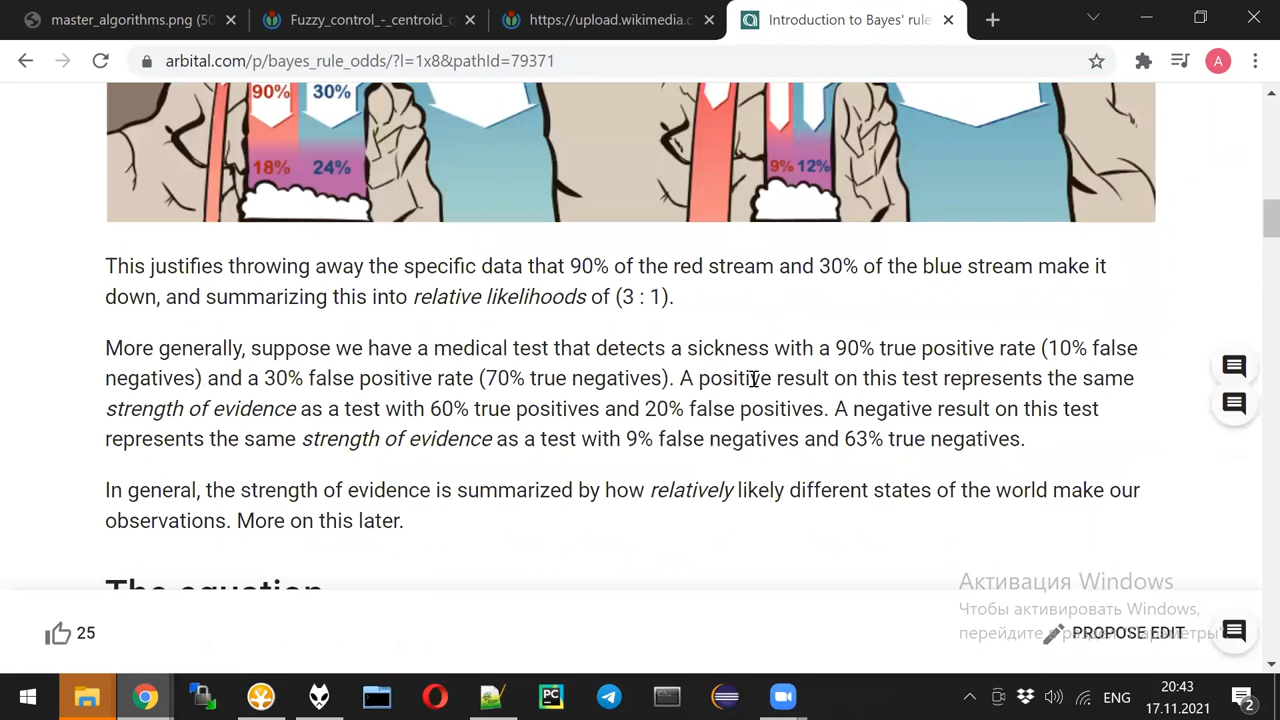 master_algorithms.png (50
Fuzzy_control_-_centroid_c
https://upload.wikimedia.c
Introduction to Bayes' rule
arbital.com/p/bayes_rule_odds/?l=1x8&pathId=79371
A
90% 30%
18% 24%
9% 12%
This justifies throwing away the specific data that 90% of the red stream and 30% of the blue stream make it
down, and summarizing this into relative likelihoods of (3 : 1).
More generally, suppose we have a medical test that detects a sickness with a 90% true positive rate (10% false
negatives) and a 30% false positive rate (70% true negatives). A positive result on this test represents the same
strength of evidence as a test with 60% true positives and 20% false positives. A negative result on this test
represents the same strength of evidence as a test with 9% false negatives and 63% true negatives.
In general, the strength of evidence is summarized by how relatively likely different states of the world make our
observations. More on this later.
The equation
Активация Windows
Чтобы активировать Windows,
перейдите в раздел "Параметры".
25
PROPOSE EDIT
PC
ENG
20:43
17.11.2021
2